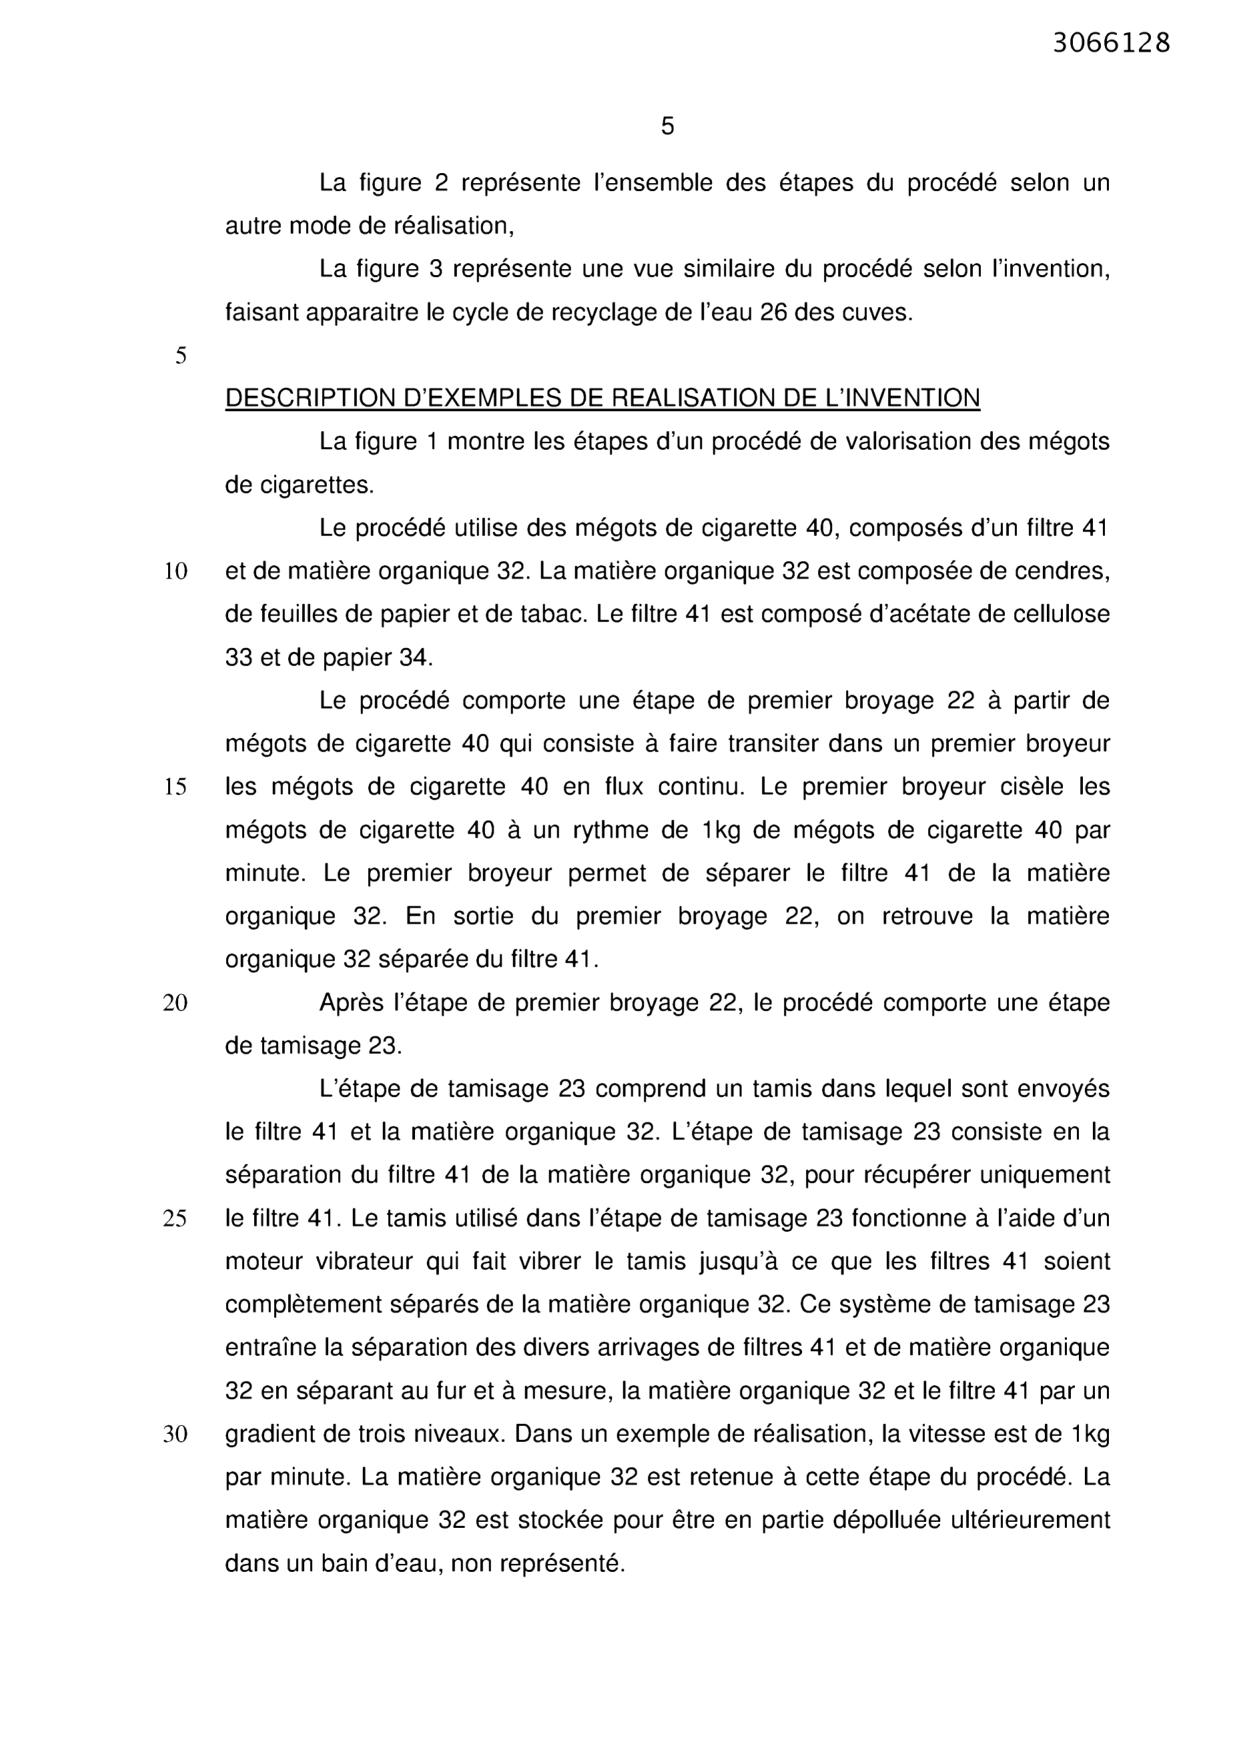 3066128
5
La figure 2 représente l'ensemble des étapes du procédé selon un
autre mode de réalisation,
La figure 3 représente une vue similaire du procédé selon l'invention,
faisant apparaitre le cycle de recyclage de l'eau 26 des cuves.
5
DESCRIPTION D'EXEMPLES DE REALISATION DE L'INVENTION
La figure 1 montre les étapes d'un procédé de valorisation des mégots
de cigarettes.
Le procédé utilise des mégots de cigarette 40, composés d'un filtre 41
10 et de matière organique 32. La matière organique 32 est composée de cendres,
de feuilles de papier et de tabac. Le filtre 41 est composé d'acétate de cellulose
33 et de papier 34.
Le procédé comporte une étape de premier broyage 22 à partir de
mégots de cigarette 40 qui consiste à faire transiter dans un premier broyeur
15 les mégots de cigarette 40 en flux continu. Le premier broyeur cisèle les
mégots de cigarette 40 à un rythme de 1kg de mégots de cigarette 40 par
minute. Le premier broyeur permet de séparer le filtre 41 de la matière
organique 32. En sortie du premier broyage 22, on retrouve la matière
organique 32 séparée du filtre 41.
20 Après l'étape de premier broyage 22, le procédé comporte une étape
de tamisage 23.
L'étape de tamisage 23 comprend un tamis dans lequel sont envoyés
le filtre 41 et la matière organique 32. L'étape de tamisage 23 consiste en la
séparation du filtre 41 de la matière organique 32, pour récupérer uniquement
25 le filtre 41. Le tamis utilisé dans l'étape de tamisage 23 fonctionne à l'aide d'un
moteur vibrateur qui fait vibrer le tamis jusqu'à ce que les filtres 41 soient
complètement séparés de la matière organique 32. Ce système de tamisage 23
entraîne la séparation des divers arrivages de filtres 41 et de matière organique
32 en séparant au fur et à mesure, la matière organique 32 et le filtre 41 par un
30 gradient de trois niveaux. Dans un exemple de réalisation, la vitesse est de 1kg
par minute. La matière organique 32 est retenue à cette étape du procédé. La
matière organique 32 est stockée pour être en partie dépolluée ultérieurement
dans un bain d'eau, non représenté.